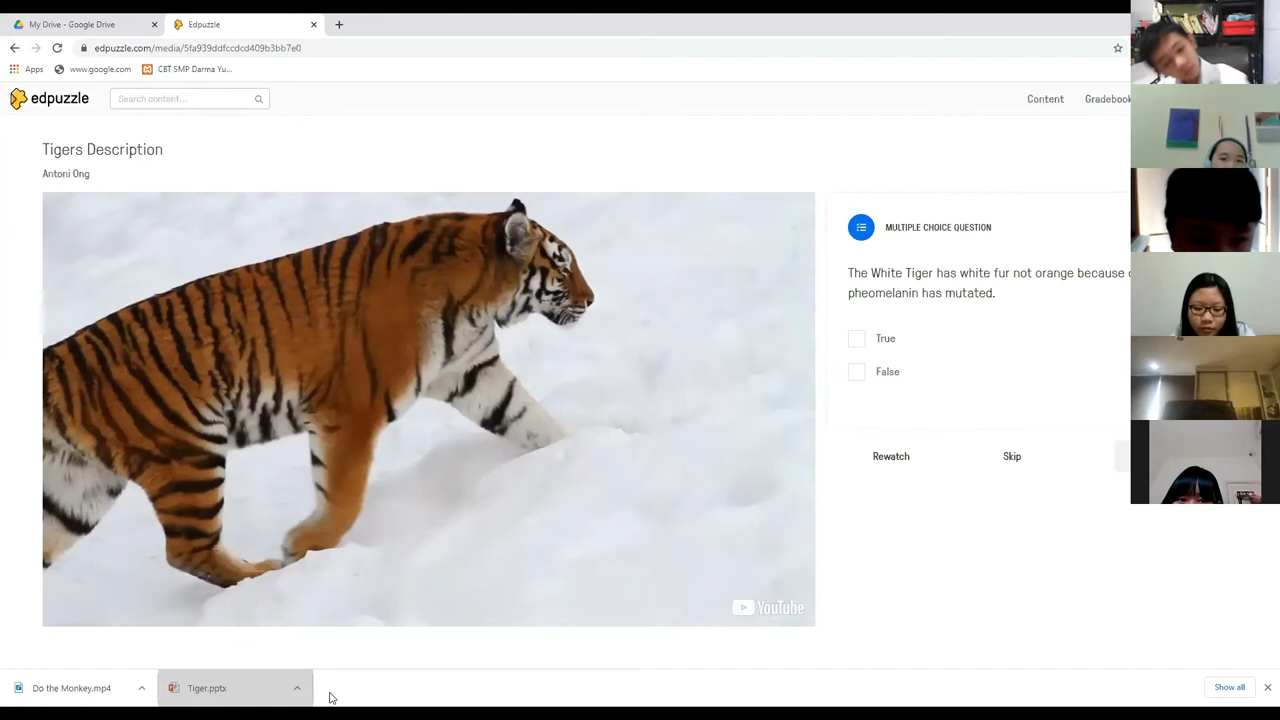 My Drive - Google Drive
Edpuzzle
edpuzzle.com/media/5fa939ddfccdcd409b3bb7e0
Apps
www.google.com
CBT SMP Darma Yu...
edpuzzle
Search content...
Content
Gradebook
Tigers Description
Antoni Ong
MULTIPLE CHOICE QUESTION
The White Tiger has white fur not orange because
pheomelanin has mutated.
True
False
Rewatch
Skip
YouTube
Do the Monkey.mp4
Tiger.pptx
Show all